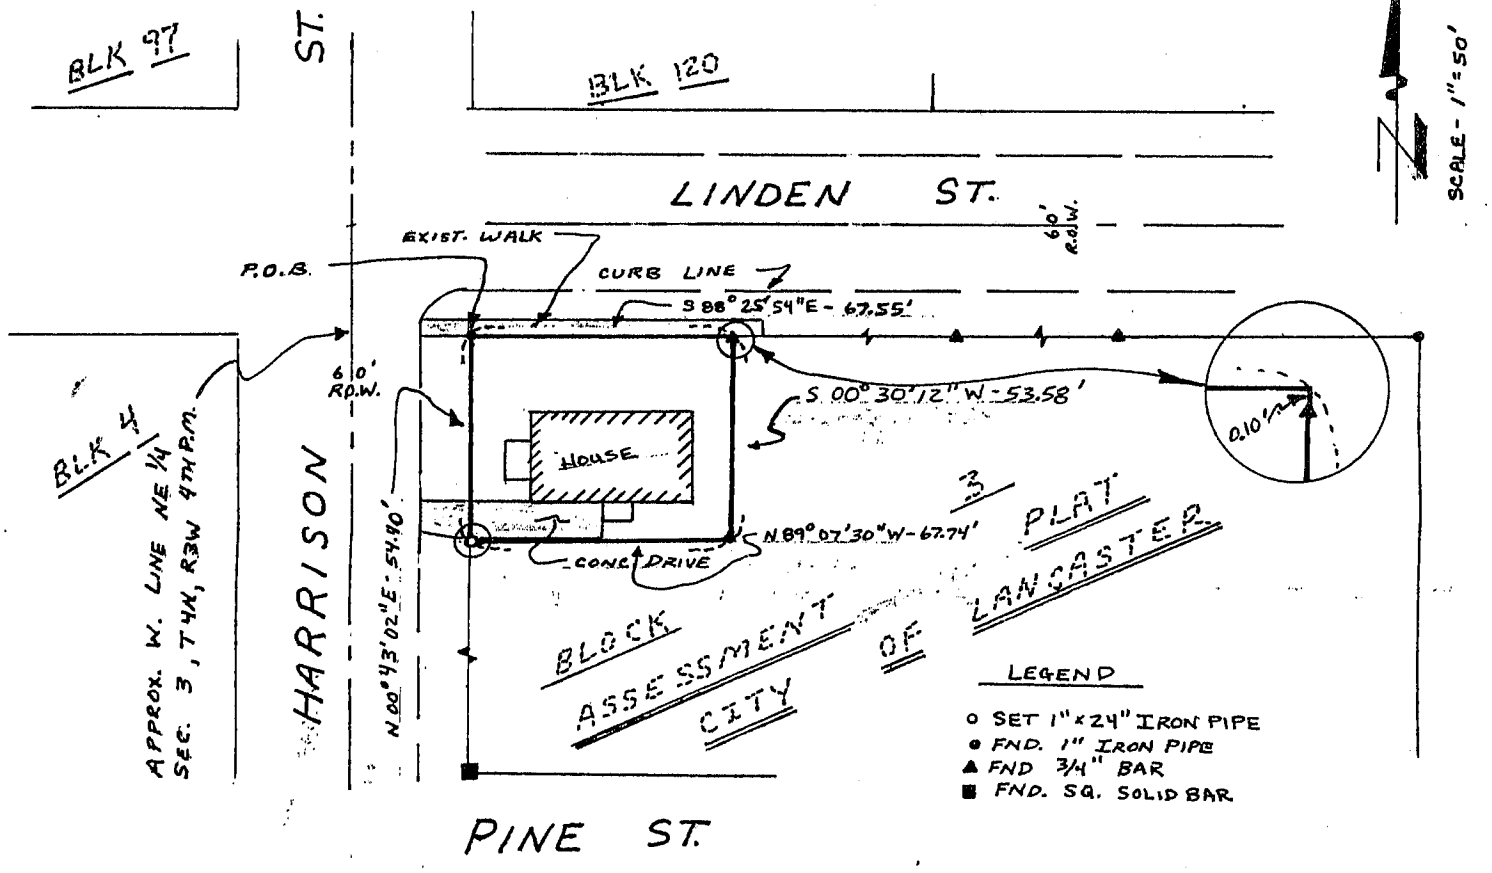 BLK 97
ST.
BLK 120
SCALE - 1" = 50'
N
LINDEN ST.
60'
R.O.W.
EXIST. WALK
P.O.B.
CURB LINE
S 88° 25' 54" E - 67.55'
60'
R.O.W.
S 00° 30' 12" W - 53.58'
0.10'
BLK 4
APPROX. W. LINE NE 1/4
SEC. 3, T4N, R3W 4TH P.M.
HARRISON
HOUSE
N 00° 43' 02" E - 54.40'
N 89° 07' 30" W - 67.74'
CONC DRIVE
BLOCK 3
ASSESSMENT PLAT
CITY OF LANCASTER
LEGEND
SET 1" x 24" IRON PIPE
FND. 1" IRON PIPE
FND 3/4" BAR
FND. SQ. SOLID BAR
PINE ST.